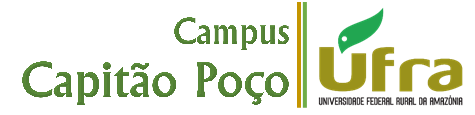 Campus
Capitão Poço
Ufra
UNIVERSIDADE FEDERAL RURAL DA AMAZÔNIA